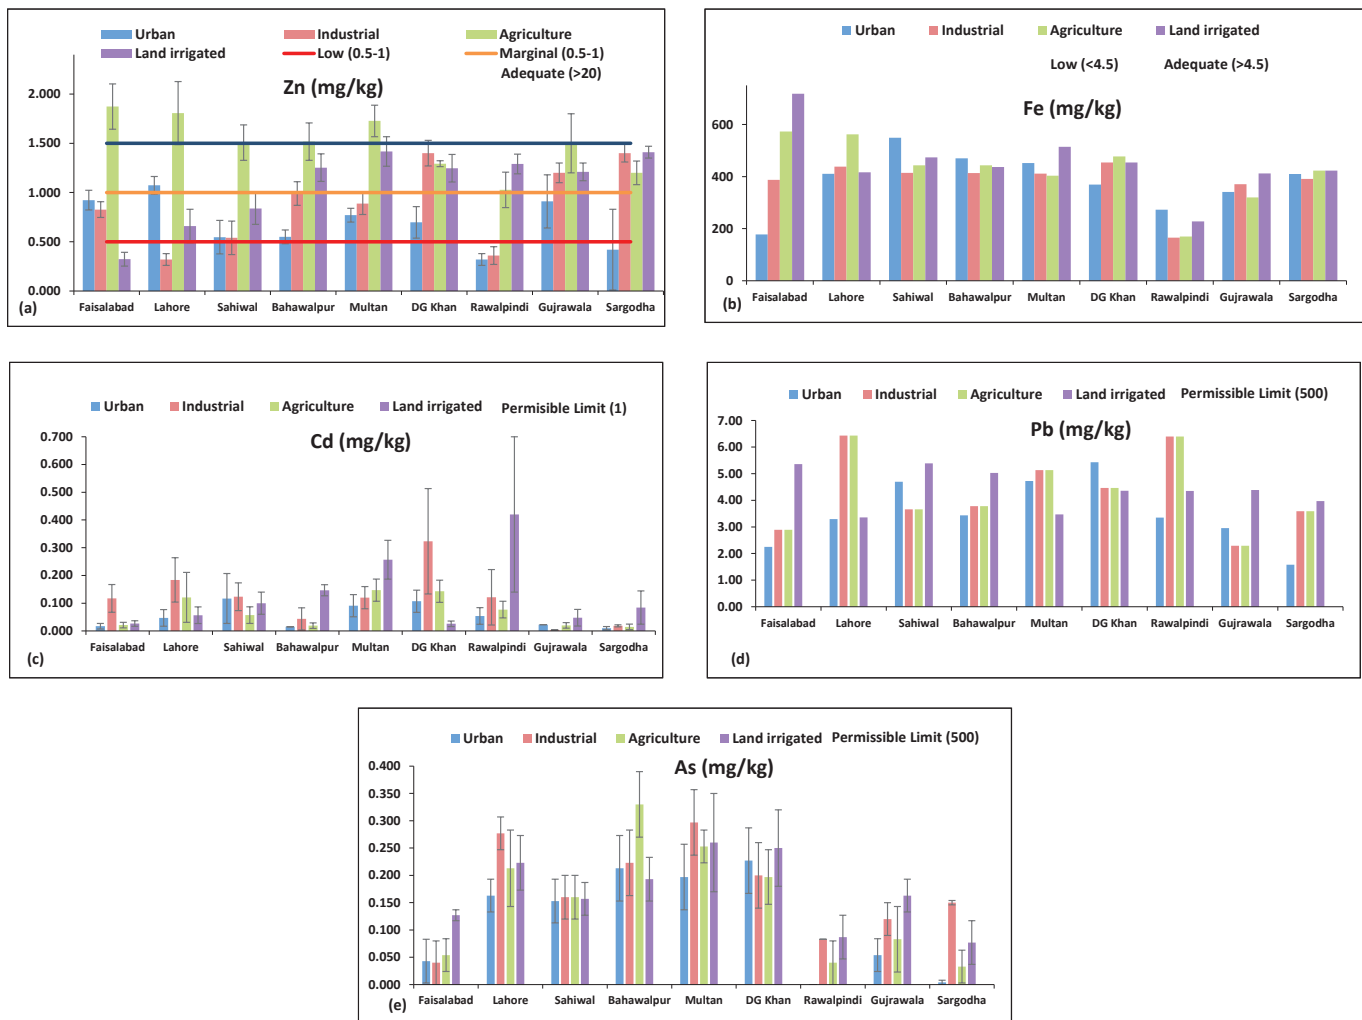 Urban Industrial Agriculture
Land irrigated Low (0.5-1) Marginal (0.5-1)
Adequate (>20)
Zn (mg/kg)
2.000
1.500
1.000
0.500
0.000
Faisalabad Lahore Sahiwal Bahawalpur Multan DG Khan Rawalpindi Gujrawala Sargodha
(a)
Urban Industrial Agriculture Land irrigated
Low (<4.5) Adequate (>4.5)
Fe (mg/kg)
600
400
200
0
Faisalabad Lahore Sahiwal Bahawalpur Multan DG Khan Rawalpindi Gujrawala Sargodha
(b)
Urban Industrial Agriculture Land irrigated Permisible Limit (1)
Cd (mg/kg)
0.700
0.600
0.500
0.400
0.300
0.200
0.100
0.000
Faisalabad Lahore Sahiwal Bahawalpur Multan DG Khan Rawalpindi Gujrawala Sargodha
(c)
Urban Industrial Agriculture Land irrigated Permissible Limit (500)
Pb (mg/kg)
7.00
6.00
5.00
4.00
3.00
2.00
1.00
0.00
Faisalabad Lahore Sahiwal Bahawalpur Multan DG Khan Rawalpindi Gujrawala Sargodha
(d)
Urban Industrial Agriculture Land irrigated Permissible Limit (500)
As (mg/kg)
0.400
0.350
0.300
0.250
0.200
0.150
0.100
0.050
0.000
Faisalabad Lahore Sahiwal Bahawalpur Multan DG Khan Rawalpindi Gujrawala Sargodha
(e)